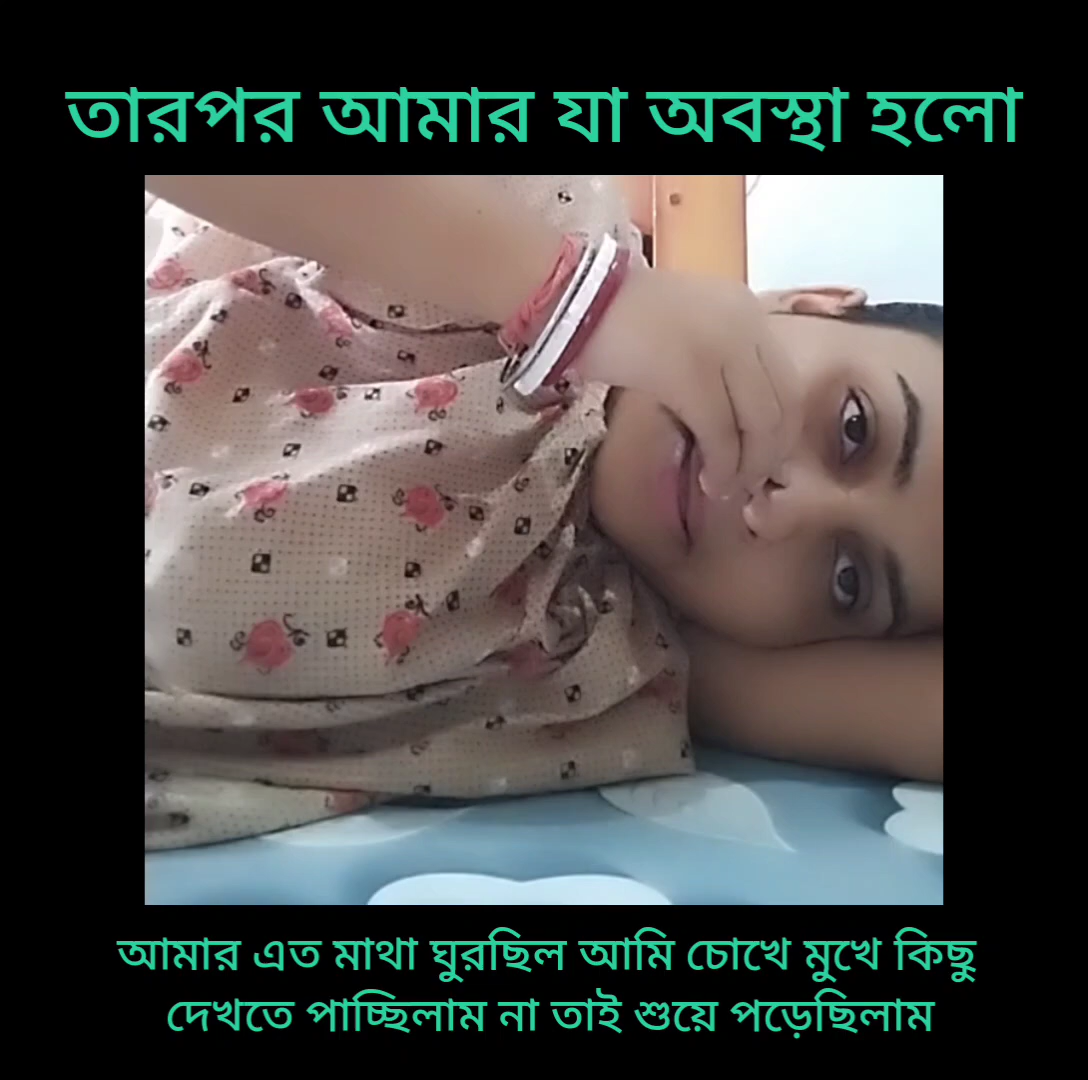 তারপর আমার যা অবস্থা হলো
আমার এত মাথা ঘুরছিল আমি চোখে মুখে কিছু
দেখতে পাচ্ছিলাম না তাই শুয়ে পড়েছিলাম